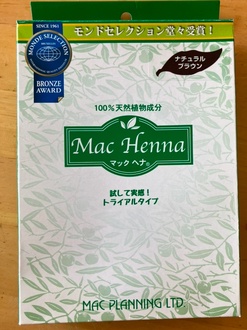 SINCE 1961
MONDE SELECTION
BRONZE
AWARD
モンドセレクション堂々受賞！
ナチュラル
ブラウン
100％天然植物成分
Mac Henna
マック ヘナ®
試して実感！
トライアルタイプ
MAC PLANNING LTD.